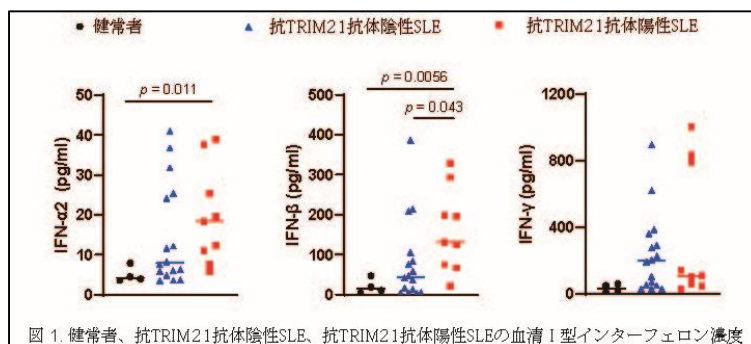 健常者
抗TRIM21抗体陰性SLE
抗TRIM21抗体陽性SLE
p = 0.011
50
40
30
20
10
0
IFN-α2 (pg/ml)
p = 0.0056
p = 0.043
500
400
300
200
100
0
IFN-β (pg/ml)
1200
800
400
0
IFN-γ (pg/ml)
図 1. 健常者、抗TRIM21抗体陰性SLE、抗TRIM21抗体陽性SLEの血清Ⅰ型インターフェロン濃度